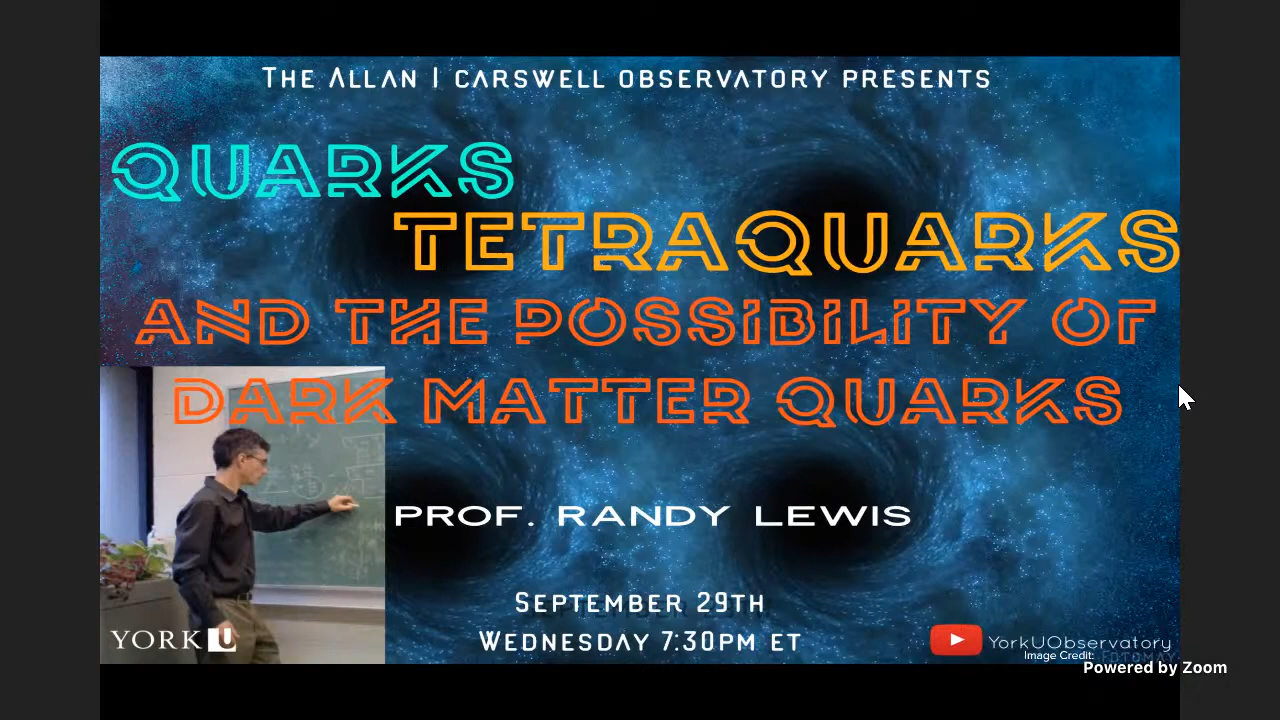 The Allan I Carswell Observatory presents
QUARKS
TETRAQUARKS
AND THE POSSIBILITY OF
DARK MATTER QUARKS
PROF. RANDY LEWIS
September 29th
Wednesday 7:30pm ET
YORK U
YorkUObservatory
Image Credit: FOTOMAY
Powered by Zoom